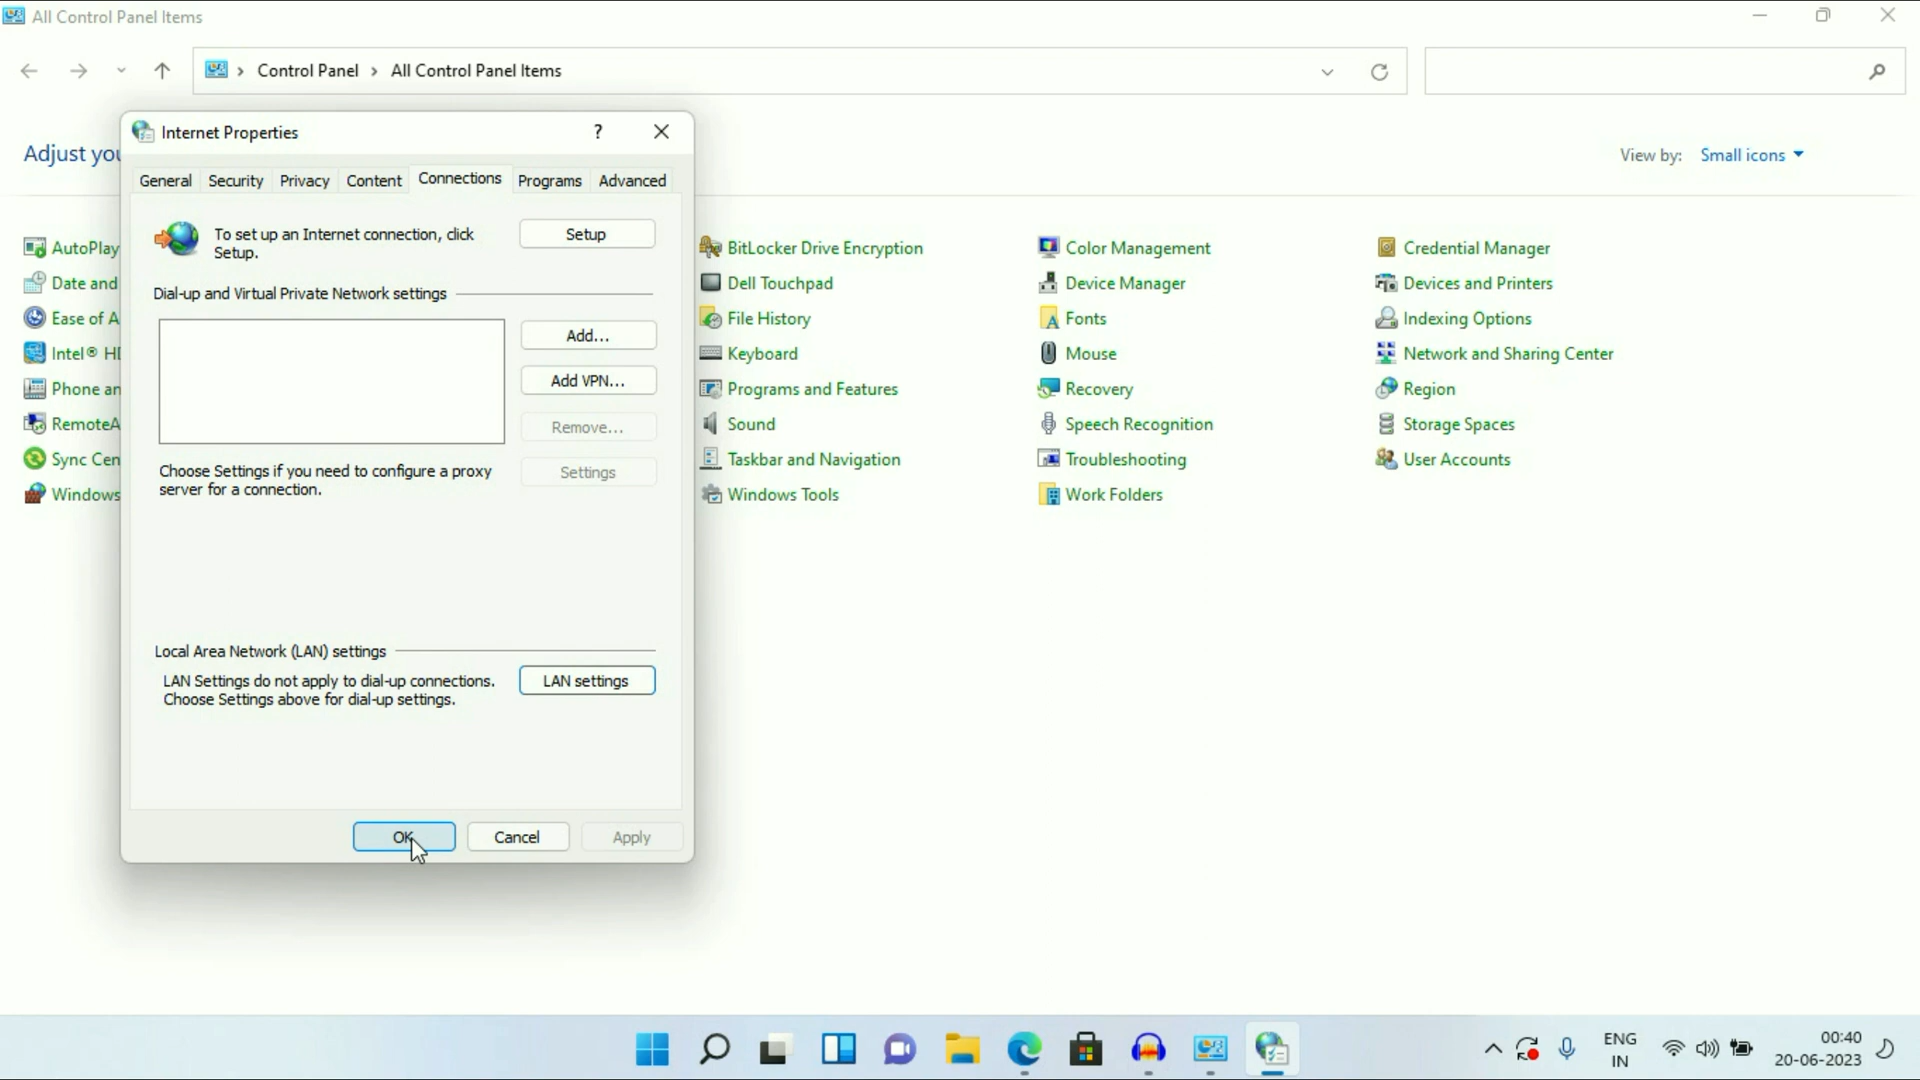 All Control Panel Items
Control Panel
All Control Panel Items
Adjust you
View by:
Small icons
Internet Properties
?
General
Security
Privacy
Content
Connections
Programs
Advanced
To set up an Internet connection, click
Setup.
Setup
Dial-up and Virtual Private Network settings
Add...
Add VPN...
Remove...
Choose Settings if you need to configure a proxy
server for a connection.
Settings
Local Area Network (LAN) settings
LAN Settings do not apply to dial-up connections.
Choose Settings above for dial-up settings.
LAN settings
OK
Cancel
Apply
AutoPlay
Date and
Ease of A
Intel® HD
Phone an
RemoteA
Sync Cen
Windows
BitLocker Drive Encryption
Dell Touchpad
File History
Keyboard
Programs and Features
Sound
Taskbar and Navigation
Windows Tools
Color Management
Device Manager
Fonts
Mouse
Recovery
Speech Recognition
Troubleshooting
Work Folders
Credential Manager
Devices and Printers
Indexing Options
Network and Sharing Center
Region
Storage Spaces
User Accounts
ENG
IN
00:40
20-06-2023